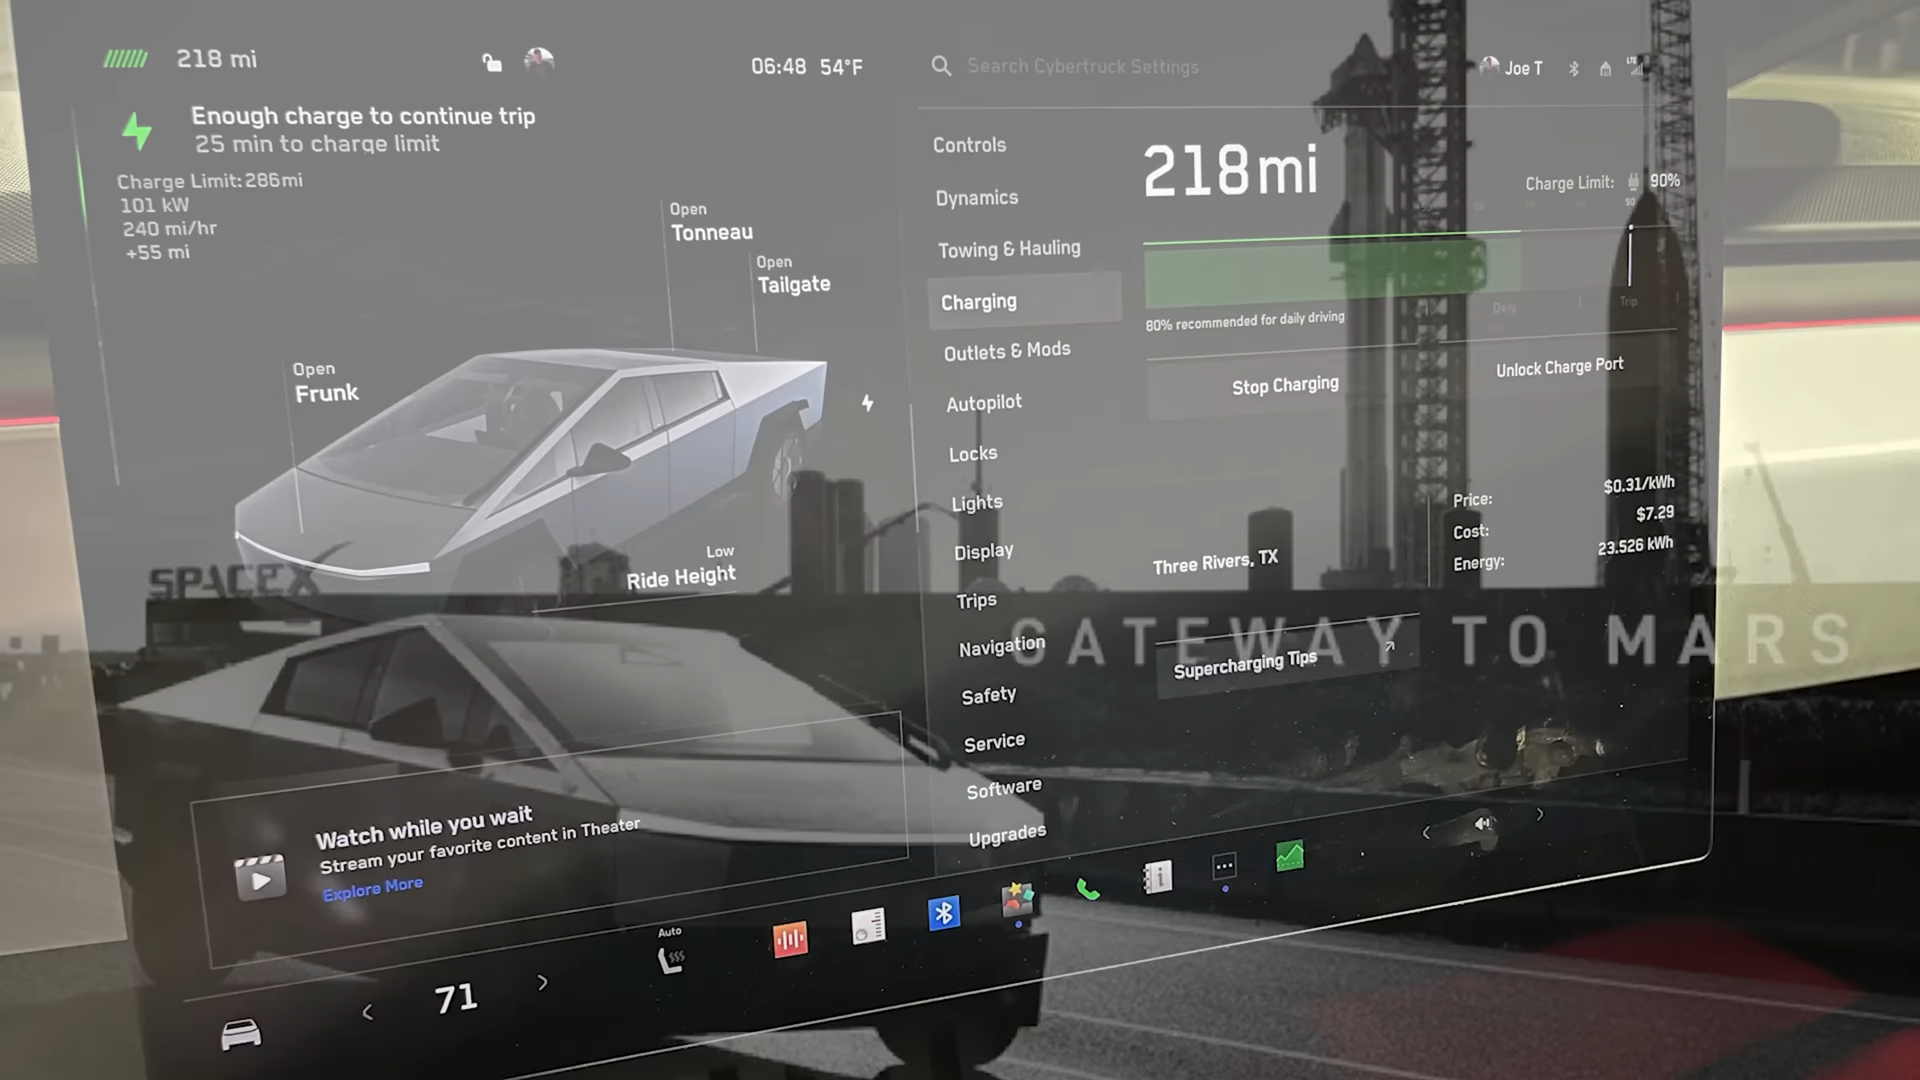 218 mi
06:48 54°F
Search Cybertruck Settings
Joe T
LTE
Enough charge to continue trip
25 min to charge limit
Charge Limit: 286 mi
101 kW
240 mi/hr
+55 mi
Open
Tonneau
Open
Tailgate
Open
Frunk
Low
Ride Height
Controls
Dynamics
Towing & Hauling
Charging
Outlets & Mods
Autopilot
Locks
Lights
Display
Trips
Navigation
Safety
Service
Software
Upgrades
218 mi
Charge Limit: 90%
90
Daily
Trip
80% recommended for daily driving
Stop Charging
Unlock Charge Port
Three Rivers, TX
Price: $0.31/kWh
Cost: $7.29
Energy: 23.526 kWh
Supercharging Tips
SPACEX
GATEWAY TO MARS
Watch while you wait
Stream your favorite content in Theater
Explore More
71
Auto